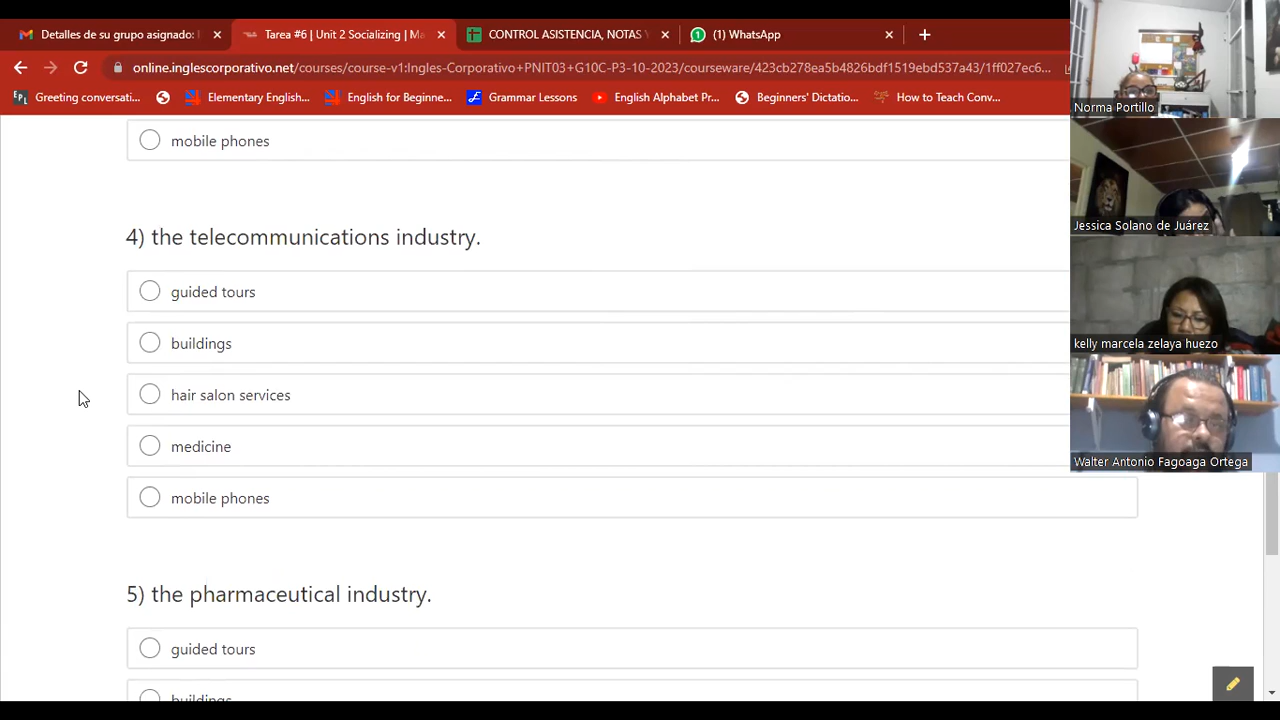 Detalles de su grupo asignado: I
Tarea #6 | Unit 2 Socializing | Ma
CONTROL ASISTENCIA, NOTAS Y
(1) WhatsApp
online.inglescorporativo.net/courses/course-v1:Ingles-Corporativo+PNIT03+G10C-P3-10-2023/courseware/423cb278ea5b4826bdf1519ebd537a43/1ff027ec6...
Greeting conversati...
Elementary English...
English for Beginne...
Grammar Lessons
English Alphabet Pr...
Beginners' Dictatio...
How to Teach Conv...
mobile phones
4) the telecommunications industry.
guided tours
buildings
hair salon services
medicine
mobile phones
5) the pharmaceutical industry.
guided tours
buildings
Norma Portillo
Jessica Solano de Juárez
kelly marcela zelaya huezo
Walter Antonio Fagoaga Ortega